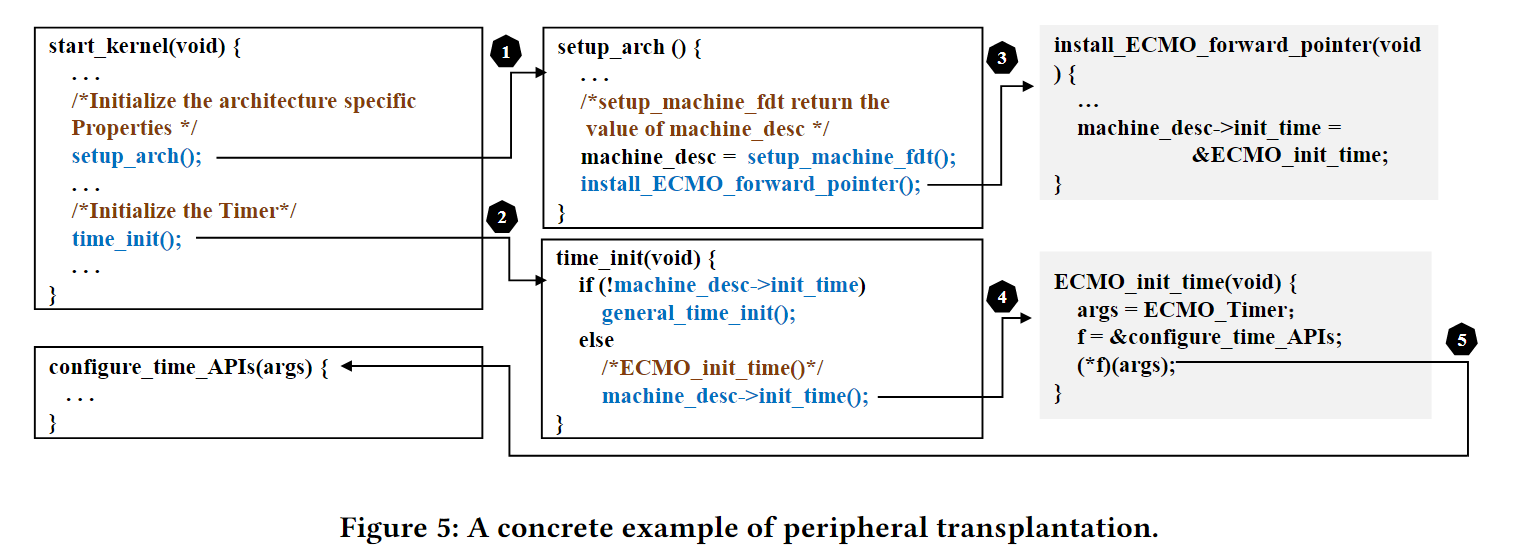 start_kernel(void) {
. . .
/*Initialize the architecture specific
Properties */
setup_arch();
. . .
/*Initialize the Timer*/
time_init();
. . .
}
1
2
setup_arch () {
. . .
/*setup_machine_fdt return the
value of machine_desc */
machine_desc = setup_machine_fdt();
install_ECMO_forward_pointer();
}
3
install_ECMO_forward_pointer(void
) {
...
machine_desc->init_time =
&ECMO_init_time;
}
time_init(void) {
if (!machine_desc->init_time)
general_time_init();
else
/*ECMO_init_time()*/
machine_desc->init_time();
}
4
ECMO_init_time(void) {
args = ECMO_Timer;
f = &configure_time_APIs;
(*f)(args);
}
5
configure_time_APIs(args) {
. . .
}
Figure 5: A concrete example of peripheral transplantation.